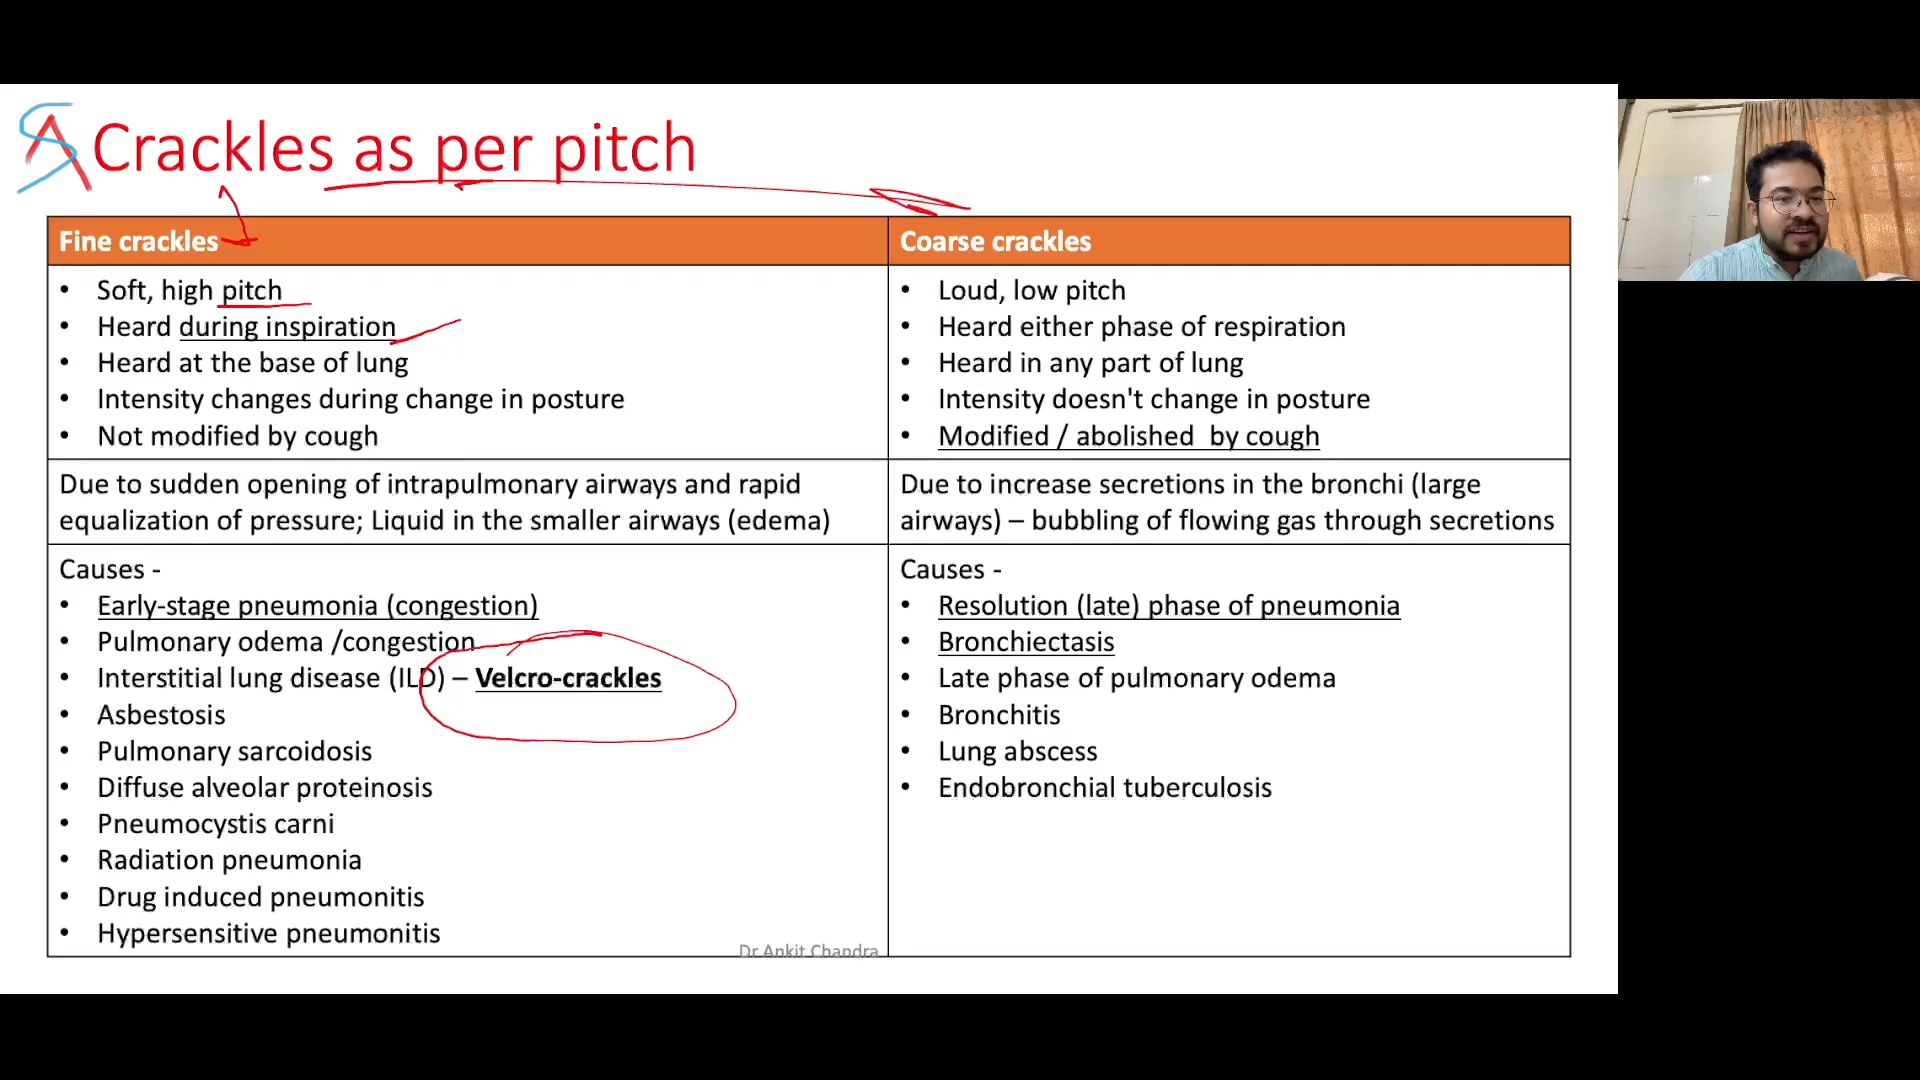 SA Crackles as per pitch
Fine crackles
• Soft, high pitch
• Heard during inspiration
• Heard at the base of lung
• Intensity changes during change in posture
• Not modified by cough
Due to sudden opening of intrapulmonary airways and rapid
equalization of pressure; Liquid in the smaller airways (edema)
Causes -
• Early-stage pneumonia (congestion)
• Pulmonary odema /congestion
• Interstitial lung disease (ILD) – Velcro-crackles
• Asbestosis
• Pulmonary sarcoidosis
• Diffuse alveolar proteinosis
• Pneumocystis carni
• Radiation pneumonia
• Drug induced pneumonitis
• Hypersensitive pneumonitis
Coarse crackles
• Loud, low pitch
• Heard either phase of respiration
• Heard in any part of lung
• Intensity doesn't change in posture
• Modified / abolished  by cough
Due to increase secretions in the bronchi (large
airways) – bubbling of flowing gas through secretions
Causes -
• Resolution (late) phase of pneumonia
• Bronchiectasis
• Late phase of pulmonary odema
• Bronchitis
• Lung abscess
• Endobronchial tuberculosis
Dr Ankit Chandra